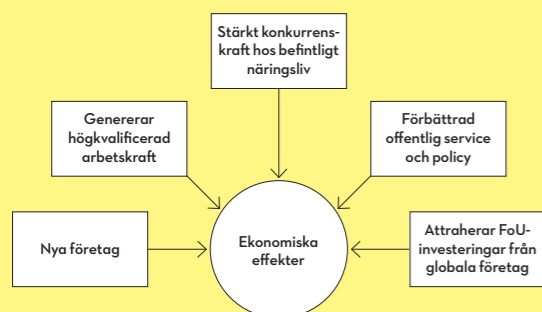 Stärkt konkurrens-
kraft hos befintligt
näringsliv
Genererar
högkvalificerad
arbetskraft
Förbättrad
offentlig service
och policy
Nya företag
Ekonomiska
effekter
Attraherar FoU-
investeringar från
globala företag